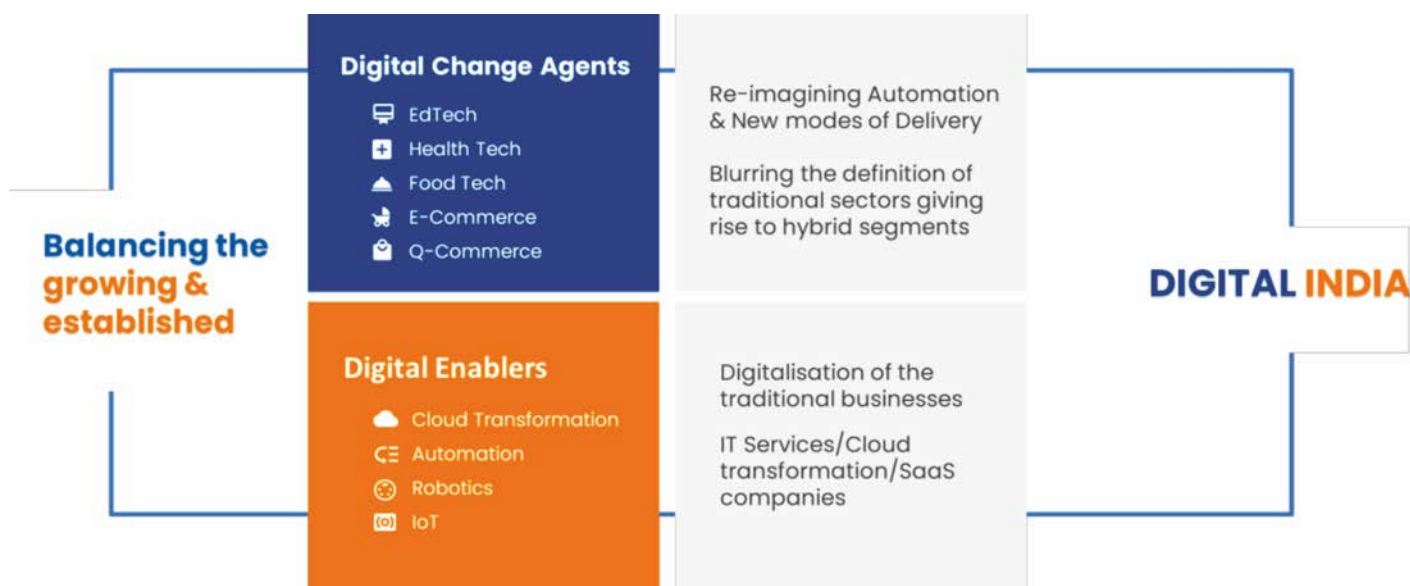 Balancing the
growing &
established
Digital Change Agents
EdTech
Health Tech
Food Tech
E-Commerce
Q-Commerce
Re-imagining Automation
& New modes of Delivery
Blurring the definition of
traditional sectors giving
rise to hybrid segments
Digital Enablers
Cloud Transformation
Automation
Robotics
IoT
Digitalisation of the
traditional businesses
IT Services/Cloud
transformation/SaaS
companies
DIGITAL INDIA